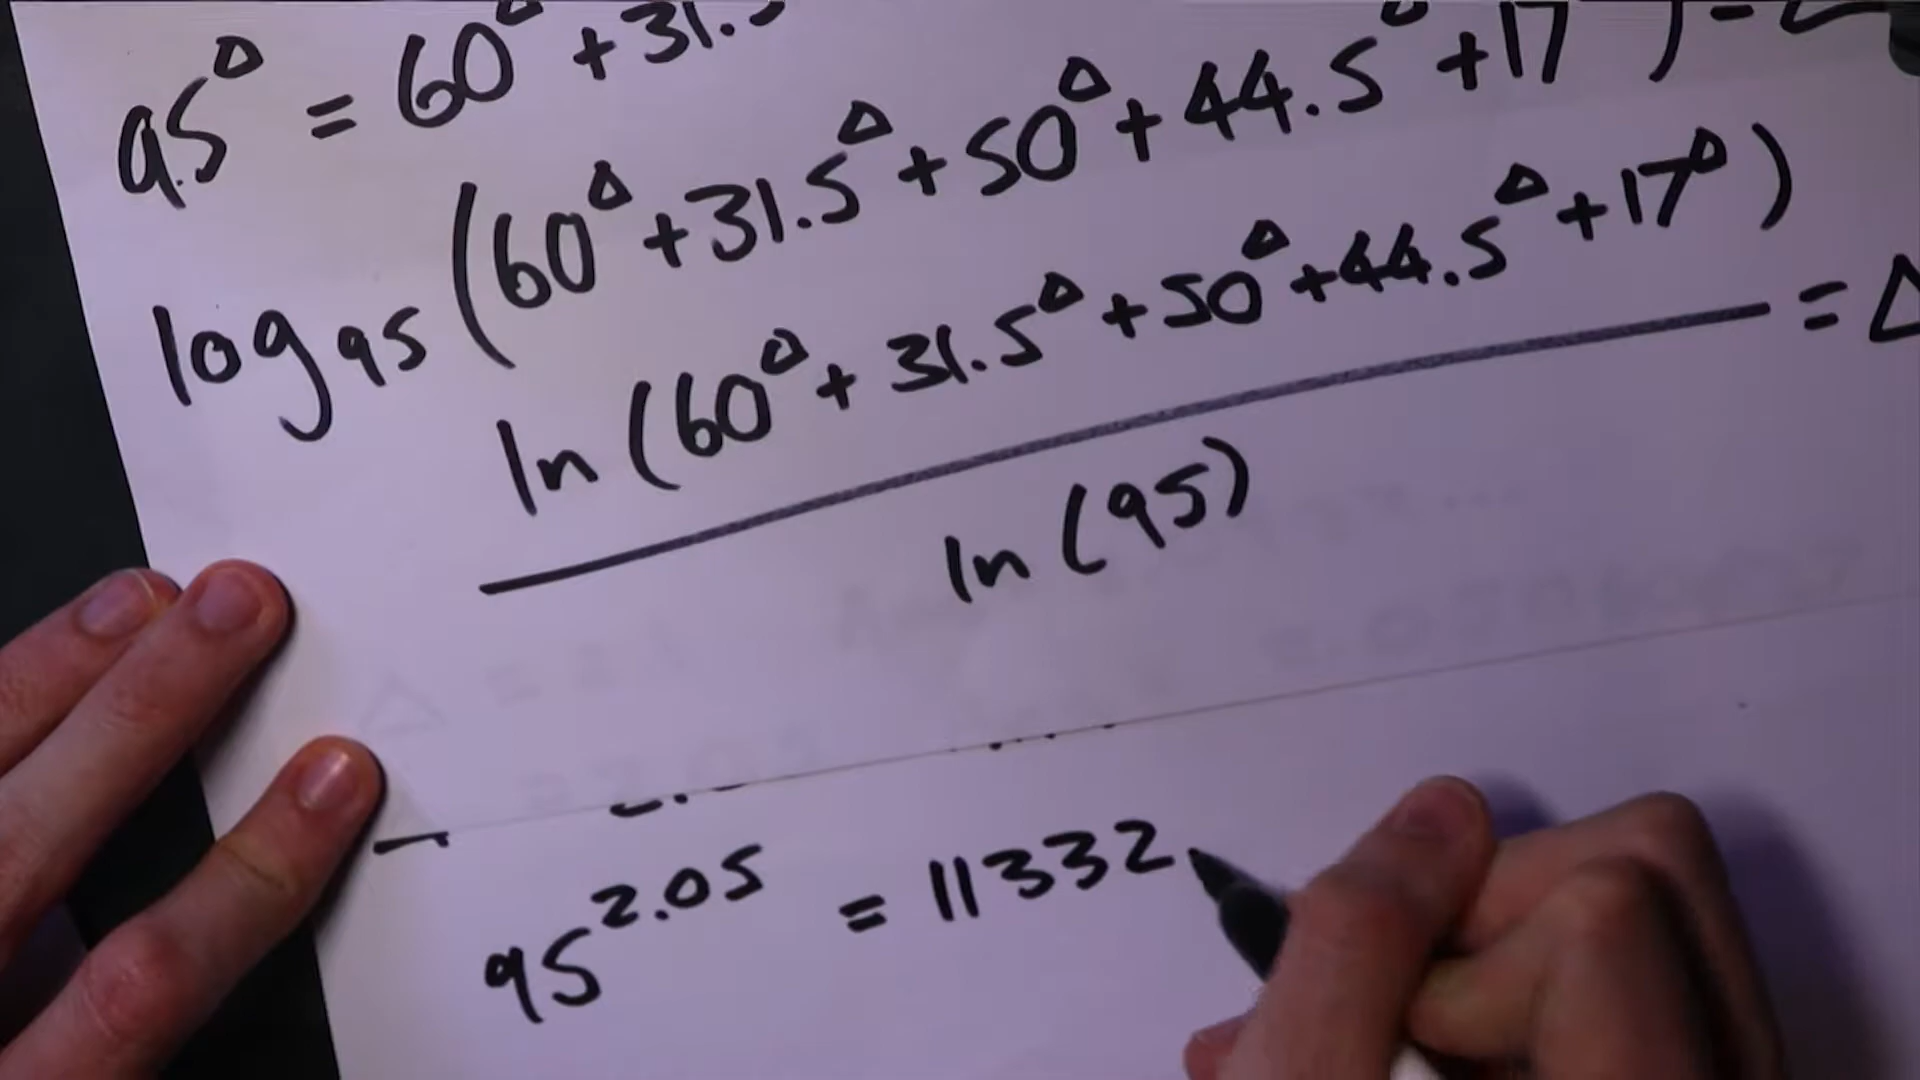 95^Δ = 60^Δ + 31.5
log₉₅(60^Δ + 31.5^Δ + 50^Δ + 44.5^Δ + 17 ) =
ln(60^Δ + 31.5^Δ + 50^Δ + 44.5^Δ + 17^Δ)
= Δ
ln(95)
95^2.05 = 11332